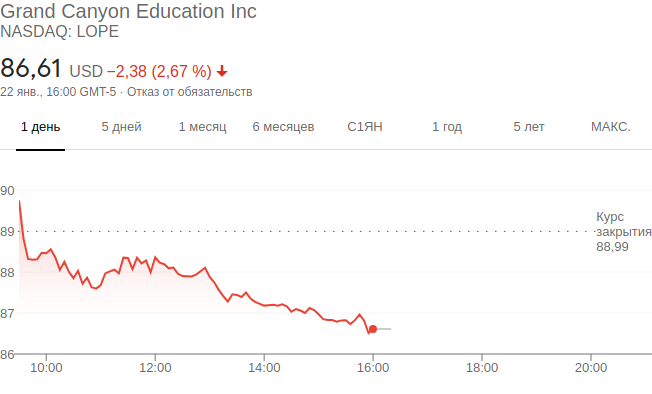 Grand Canyon Education Inc
NASDAQ: LOPE
86,61 USD −2,38 (2,67 %)
22 янв., 16:00 GMT-5 · Отказ от обязательств
1 день 5 дней 1 месяц 6 месяцев С1ЯН 1 год 5 лет МАКС.
90
Курс
89 закрытия
88,99
88
87
86
10:00 12:00 14:00 16:00 18:00 20:00